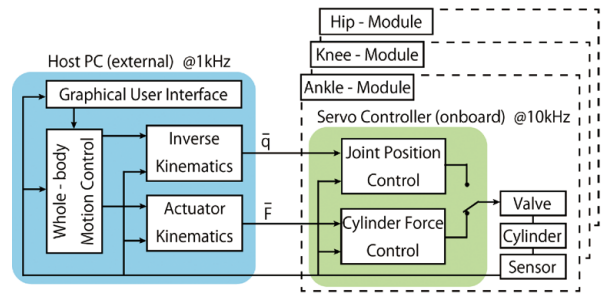 Hip - Module
Knee - Module
Ankle - Module
Host PC (external) @1kHz
Graphical User Interface
Whole - body
Motion Control
Inverse
Kinematics
Actuator
Kinematics
q̄
F̄
Servo Controller (onboard) @10kHz
Joint Position
Control
Cylinder Force
Control
Valve
Cylinder
Sensor